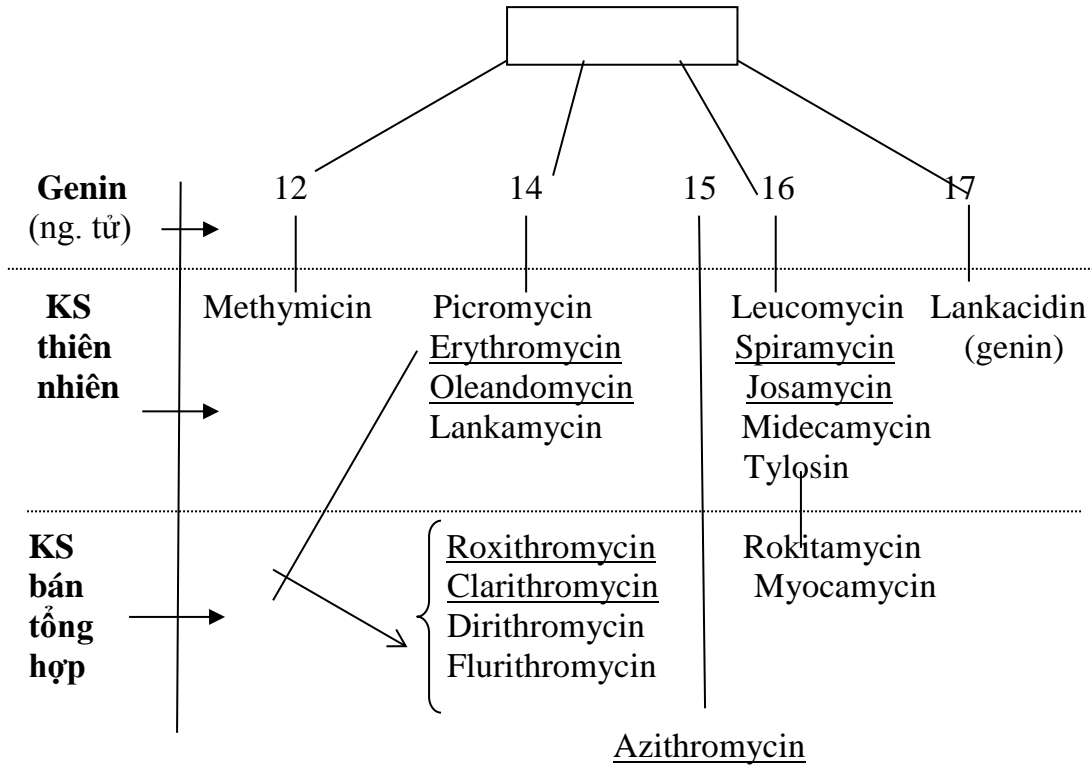 Genin 12 14 15 16 17
(ng. tử)
KS Methymicin Picromycin Leucomycin Lankacidin
thiên Erythromycin Spiramycin (genin)
nhiên Oleandomycin Josamycin
Lankamycin Midecamycin
Tylosin
KS Roxithromycin Rokitamycin
bán Clarithromycin Myocamycin
tổng Dirithromycin
hợp Flurithromycin
Azithromycin